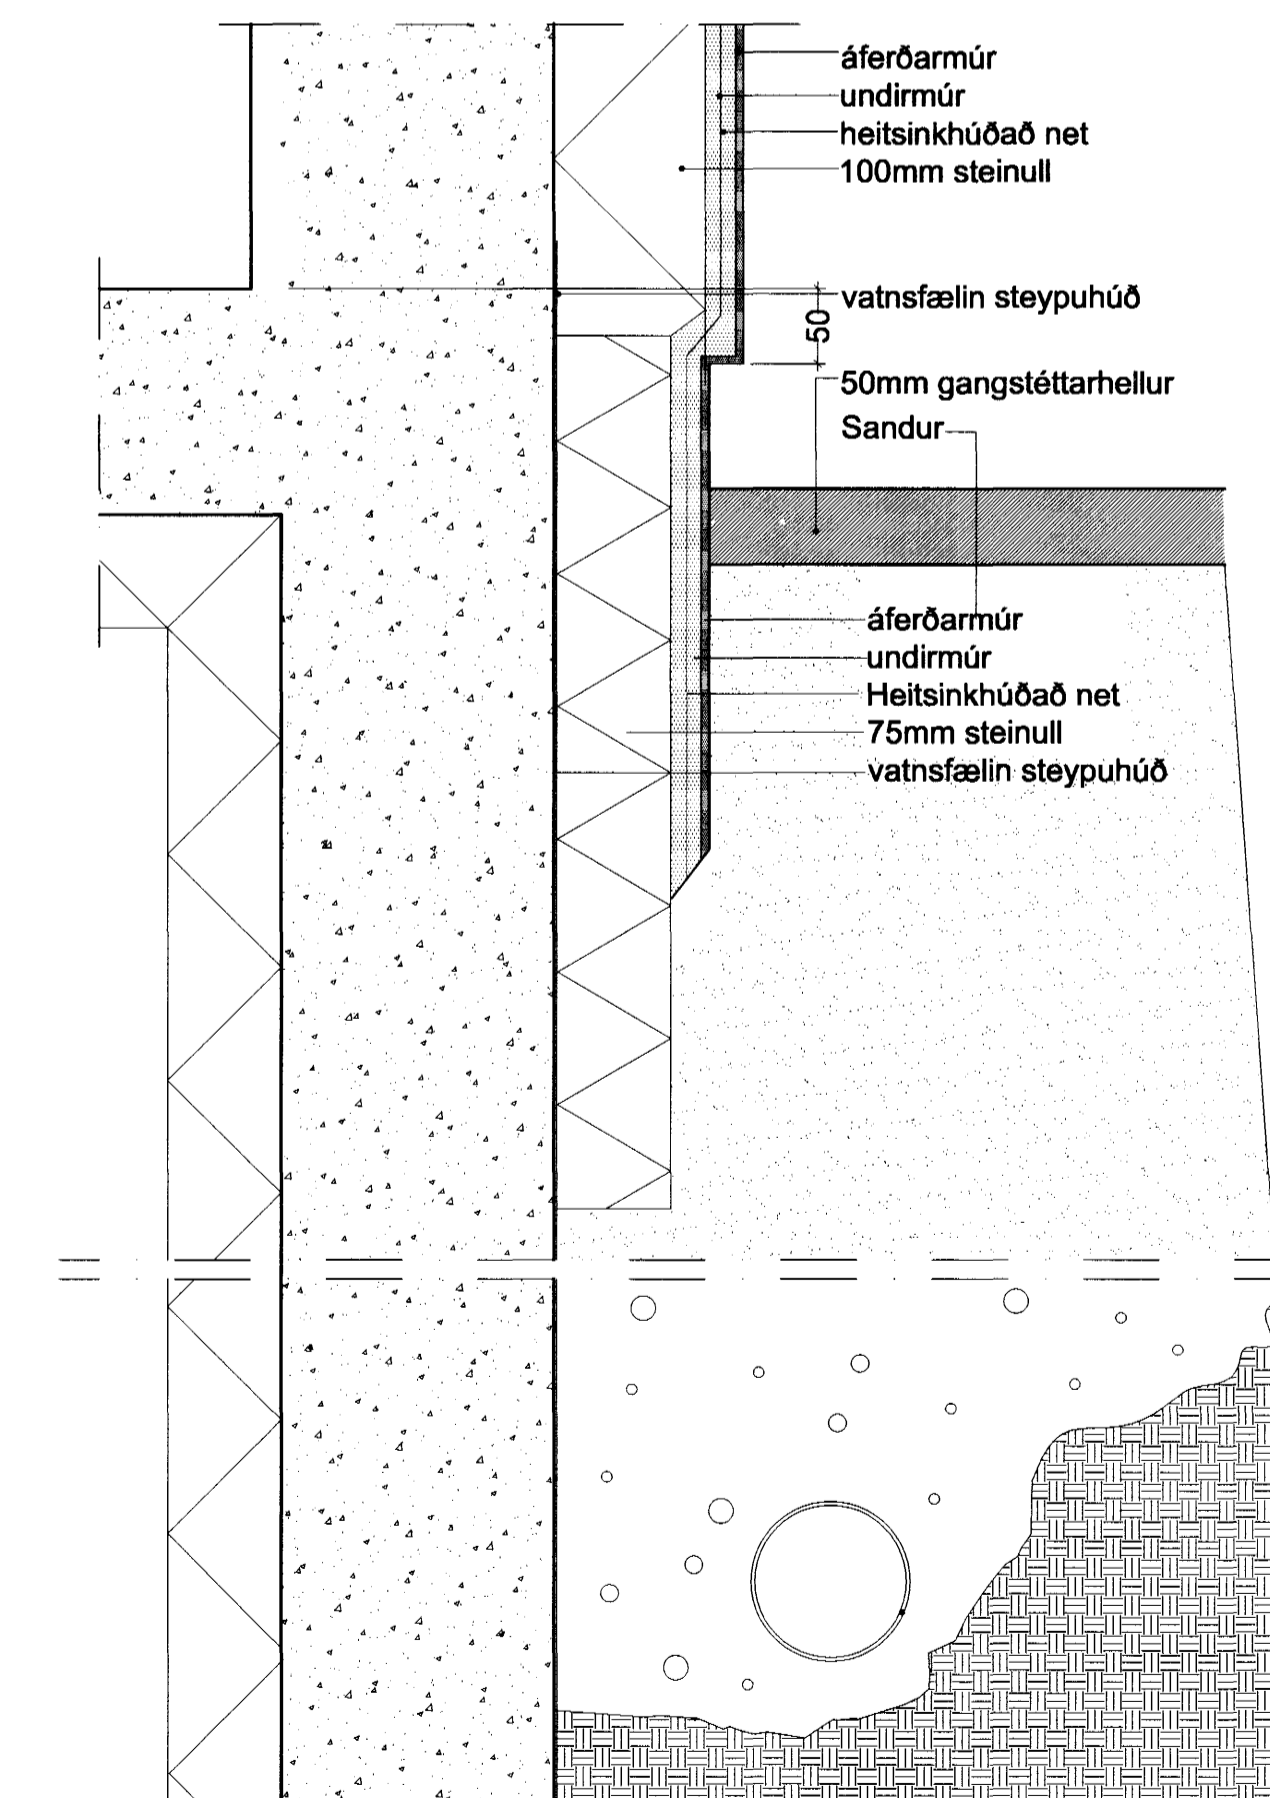 áferðarmúr
undirmúr
heitsinkhúðað net
100mm steinull
vatnsfælin steypuhúð
50
50mm gangstéttarhellur
Sandur
áferðarmúr
undirmúr
Heitsinkhúðað net
75mm steinull
vatnsfælin steypuhúð